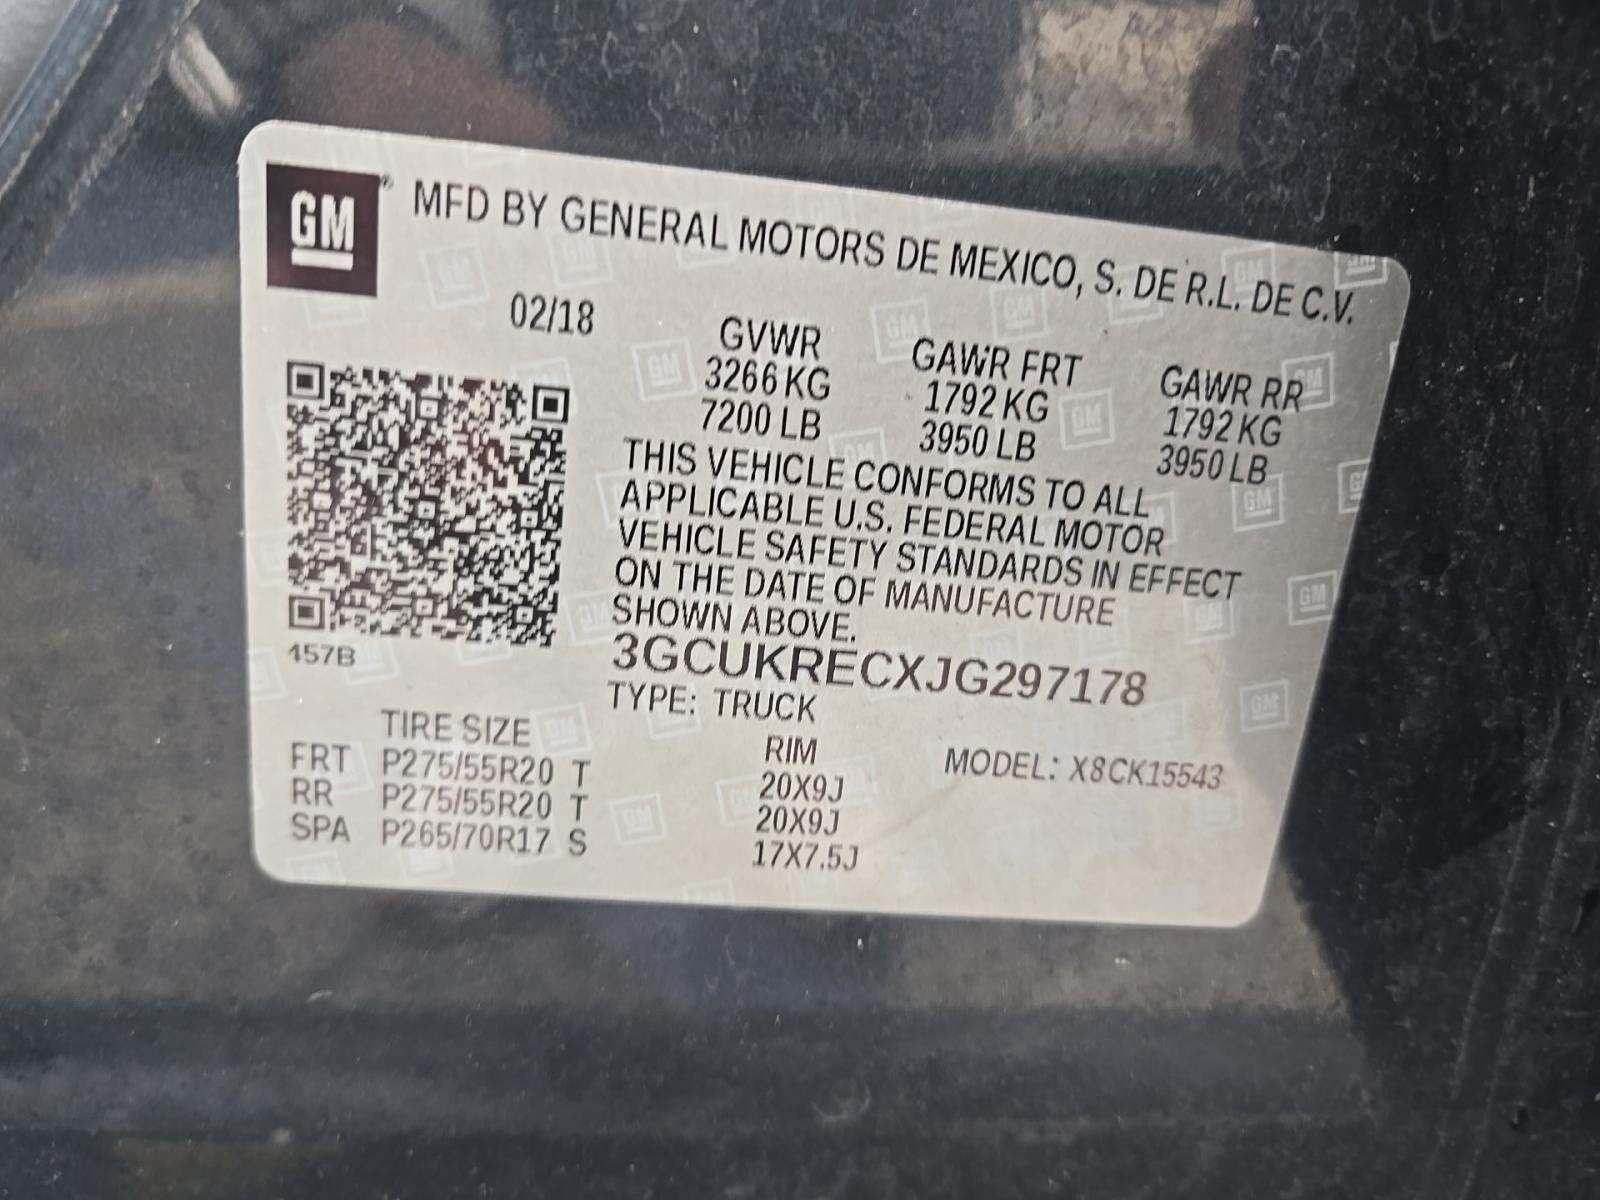 GM® MFD BY GENERAL MOTORS DE MEXICO, S. DE R.L. DE C.V.
02/18
GVWR GAWR FRT GAWR RR
3266 KG 1792 KG 1792 KG
7200 LB 3950 LB 3950 LB
THIS VEHICLE CONFORMS TO ALL
APPLICABLE U.S. FEDERAL MOTOR
VEHICLE SAFETY STANDARDS IN EFFECT
ON THE DATE OF MANUFACTURE
SHOWN ABOVE.
3GCUKRECXJG297178
TYPE: TRUCK
157B
TIRE SIZE RIM MODEL: X8CK15543
FRT P275/55R20 T 20X9J
RR P275/55R20 T 20X9J
SPA P265/70R17 S 17X7.5J